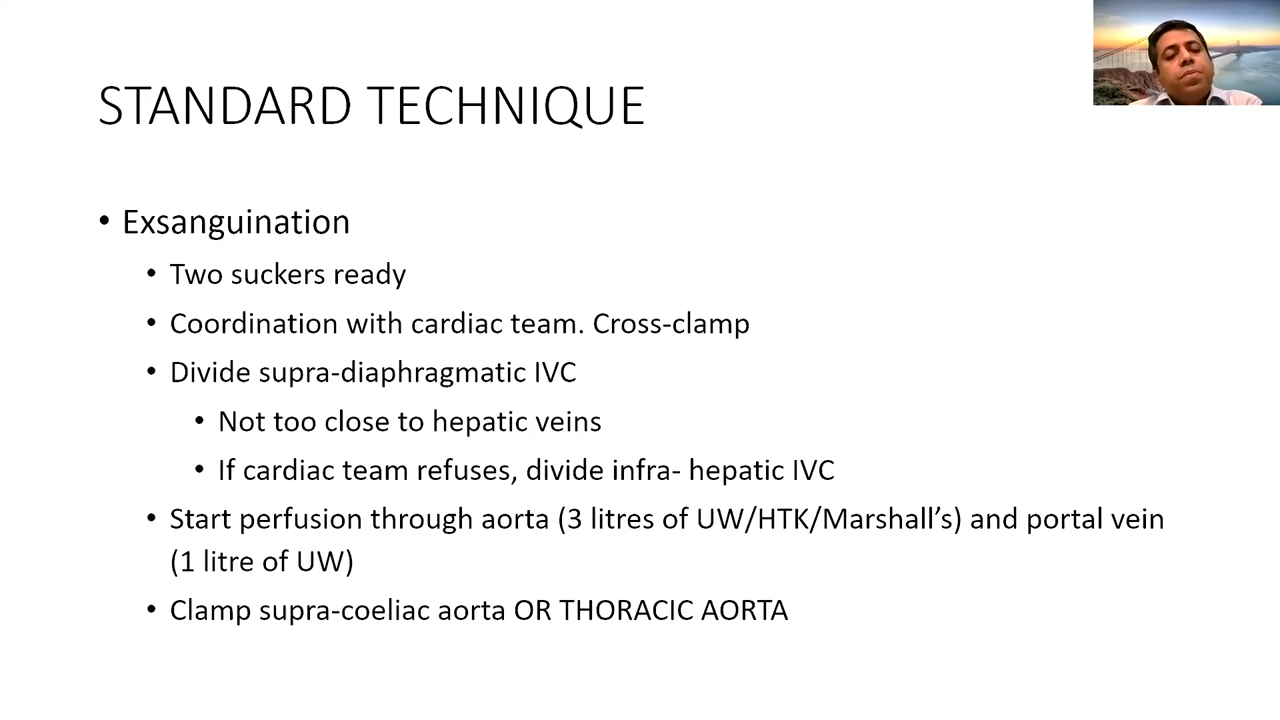 STANDARD TECHNIQUE
• Exsanguination
• Two suckers ready
• Coordination with cardiac team. Cross-clamp
• Divide supra-diaphragmatic IVC
• Not too close to hepatic veins
• If cardiac team refuses, divide infra- hepatic IVC
• Start perfusion through aorta (3 litres of UW/HTK/Marshall’s) and portal vein
(1 litre of UW)
• Clamp supra-coeliac aorta OR THORACIC AORTA